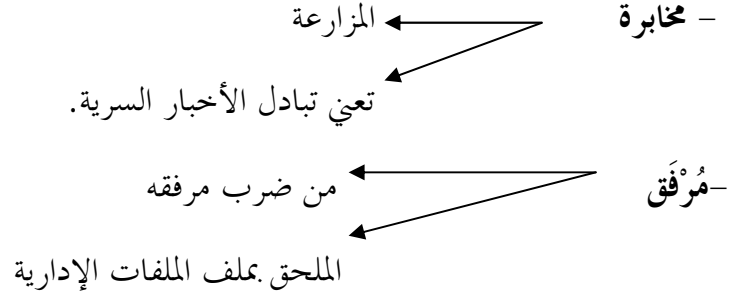 – مخابرة المزارعة
تعني تبادل الأخبار السرية.
–مُرْفَق من ضرب مرفقه
الملحق بملف الملفات الإدارية